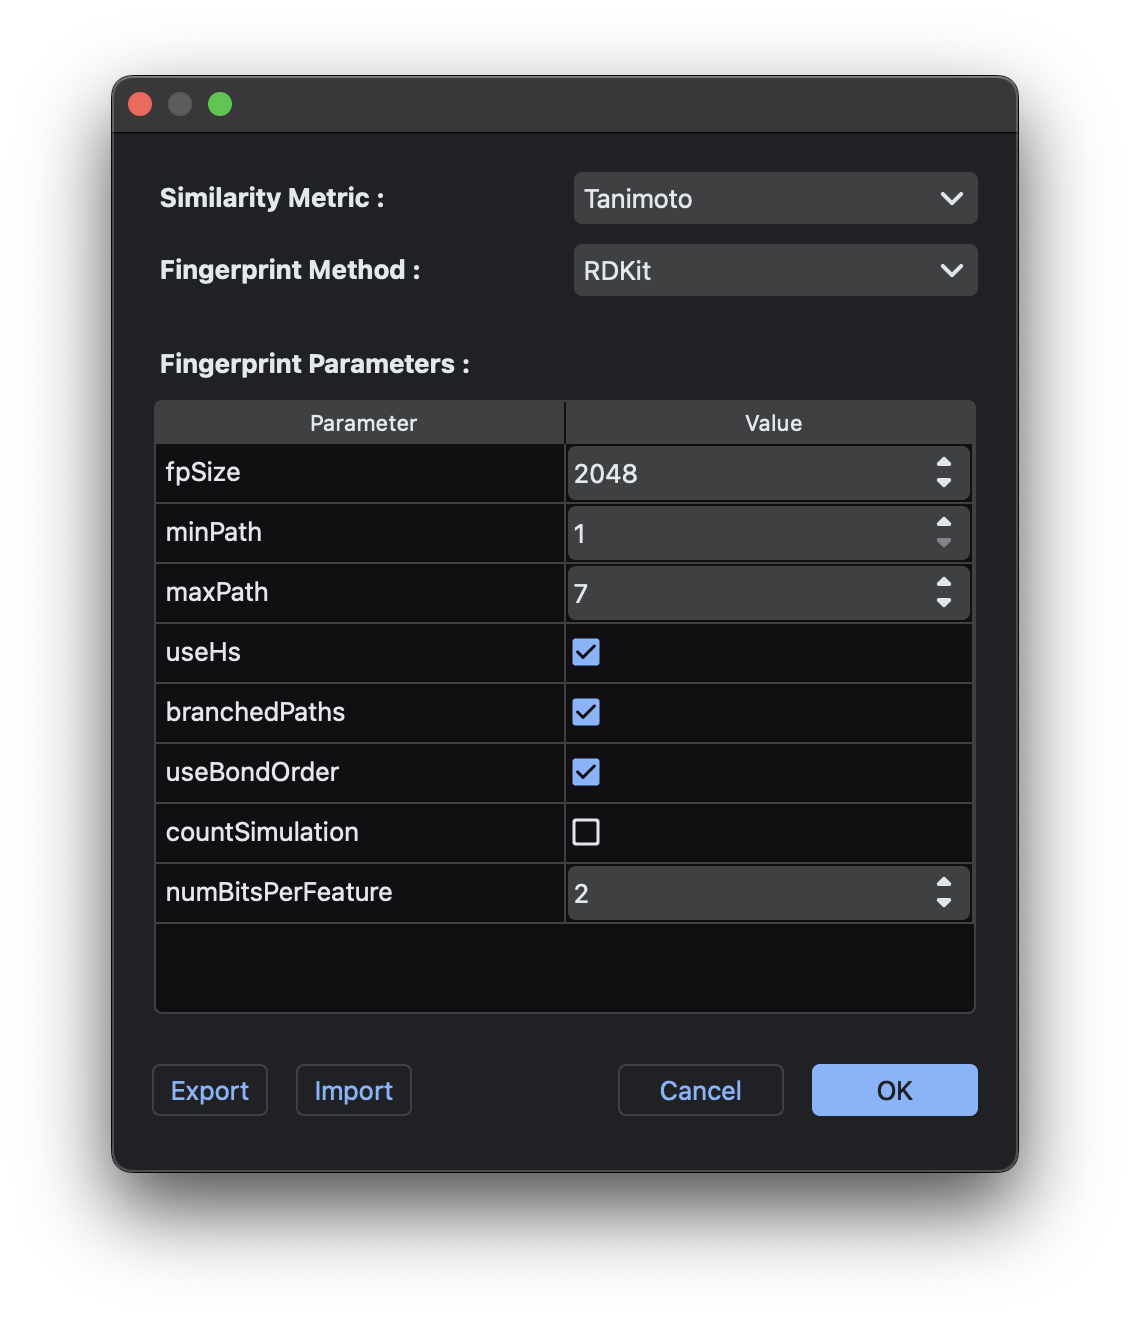 Similarity Metric : Tanimoto
Fingerprint Method : RDKit
Fingerprint Parameters :
Parameter Value
fpSize 2048
minPath 1
maxPath 7
useHs
branchedPaths
useBondOrder
countSimulation
numBitsPerFeature 2
Export Import Cancel OK